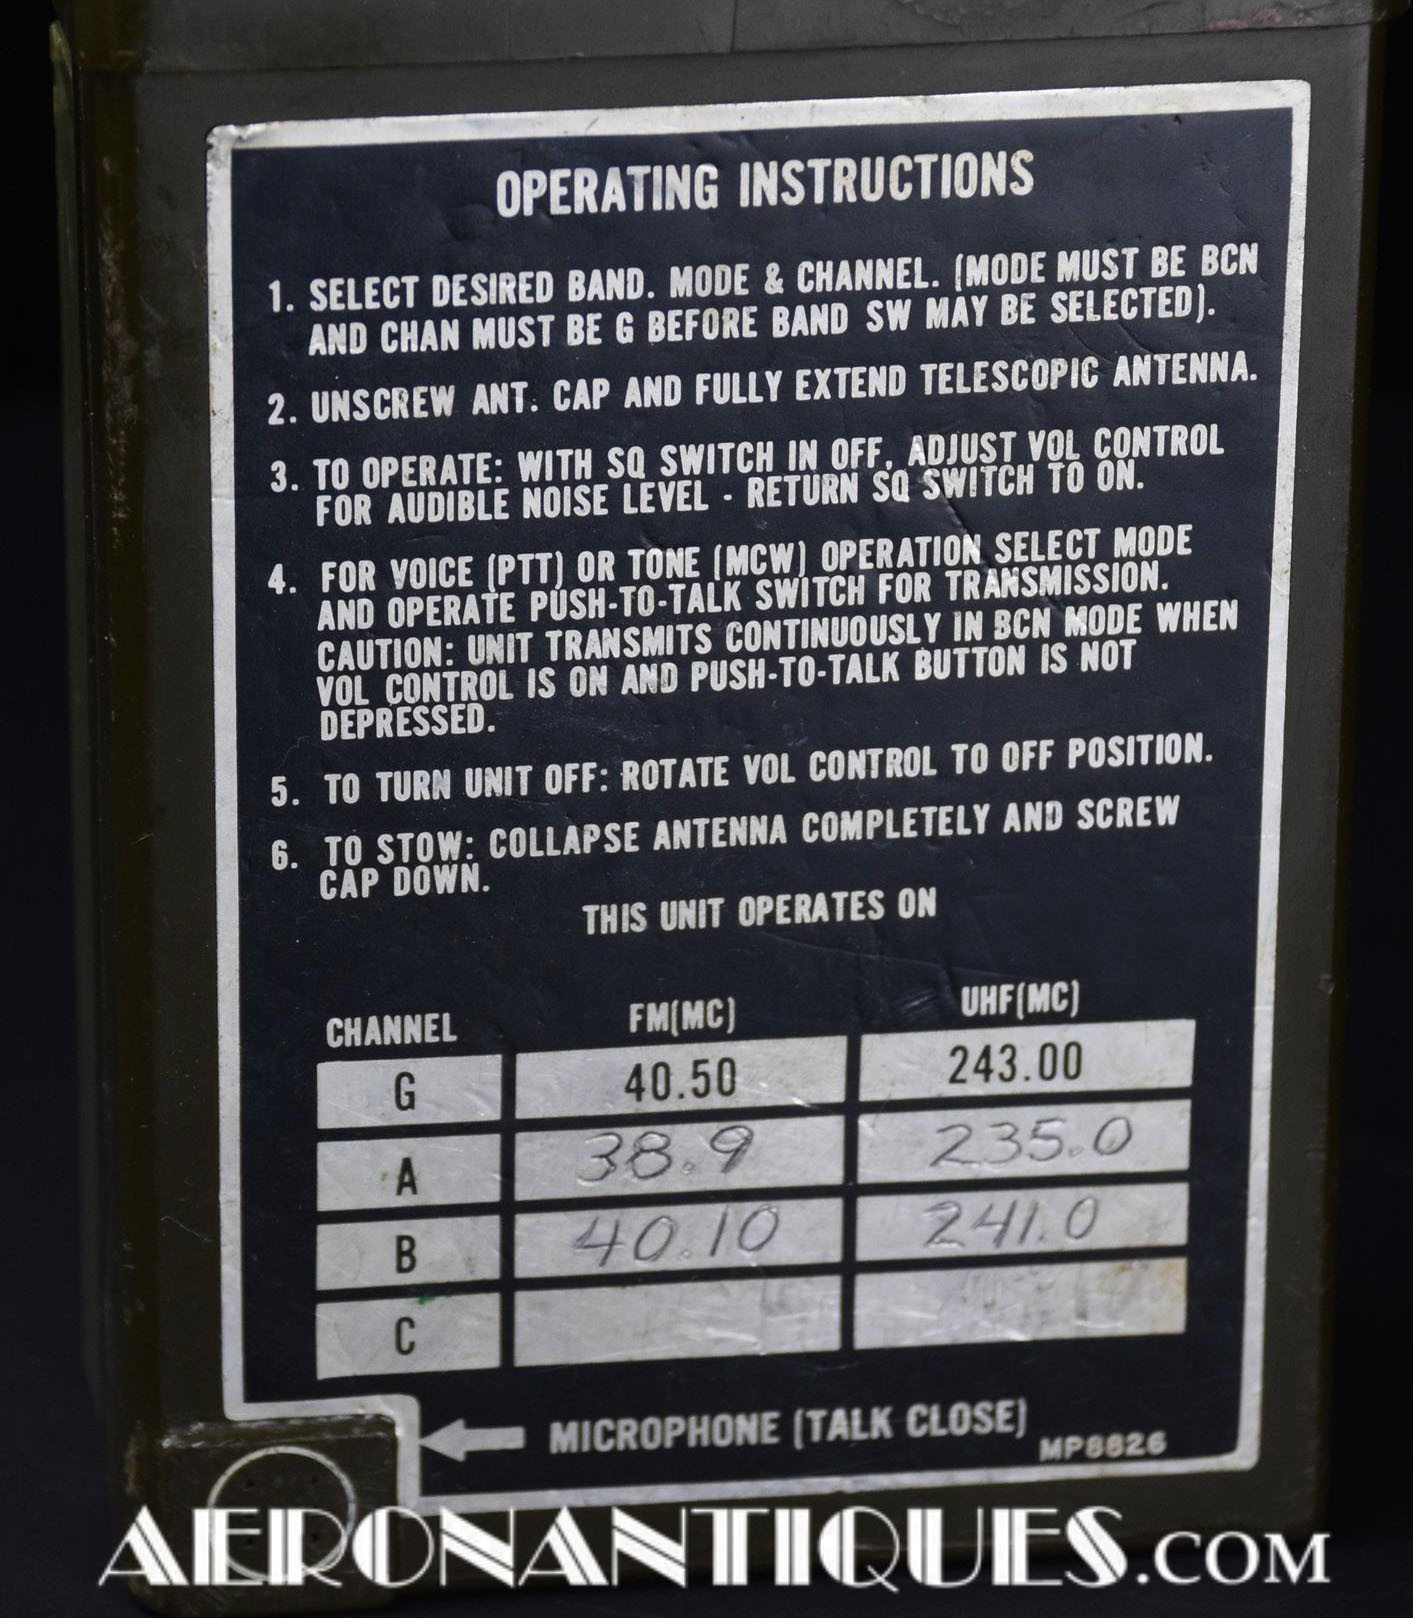 OPERATING INSTRUCTIONS
1. SELECT DESIRED BAND. MODE & CHANNEL. (MODE MUST BE BCN
AND CHAN MUST BE G BEFORE BAND SW MAY BE SELECTED).
2. UNSCREW ANT. CAP AND FULLY EXTEND TELESCOPIC ANTENNA.
3. TO OPERATE: WITH SQ SWITCH IN OFF, ADJUST VOL CONTROL
FOR AUDIBLE NOISE LEVEL - RETURN SQ SWITCH TO ON.
4. FOR VOICE (PTT) OR TONE (MCW) OPERATION SELECT MODE
AND OPERATE PUSH-TO-TALK SWITCH FOR TRANSMISSION.
CAUTION: UNIT TRANSMITS CONTINUOUSLY IN BCN MODE WHEN
VOL CONTROL IS ON AND PUSH-TO-TALK BUTTON IS NOT
DEPRESSED.
5. TO TURN UNIT OFF: ROTATE VOL CONTROL TO OFF POSITION.
6. TO STOW: COLLAPSE ANTENNA COMPLETELY AND SCREW
CAP DOWN.
THIS UNIT OPERATES ON
CHANNEL FM(MC) UHF(MC)
G 40.50 243.00
A 38.9 235.0
B 40.10 241.0
C
MICROPHONE (TALK CLOSE)
MP8826
AERONANTIQUES.COM